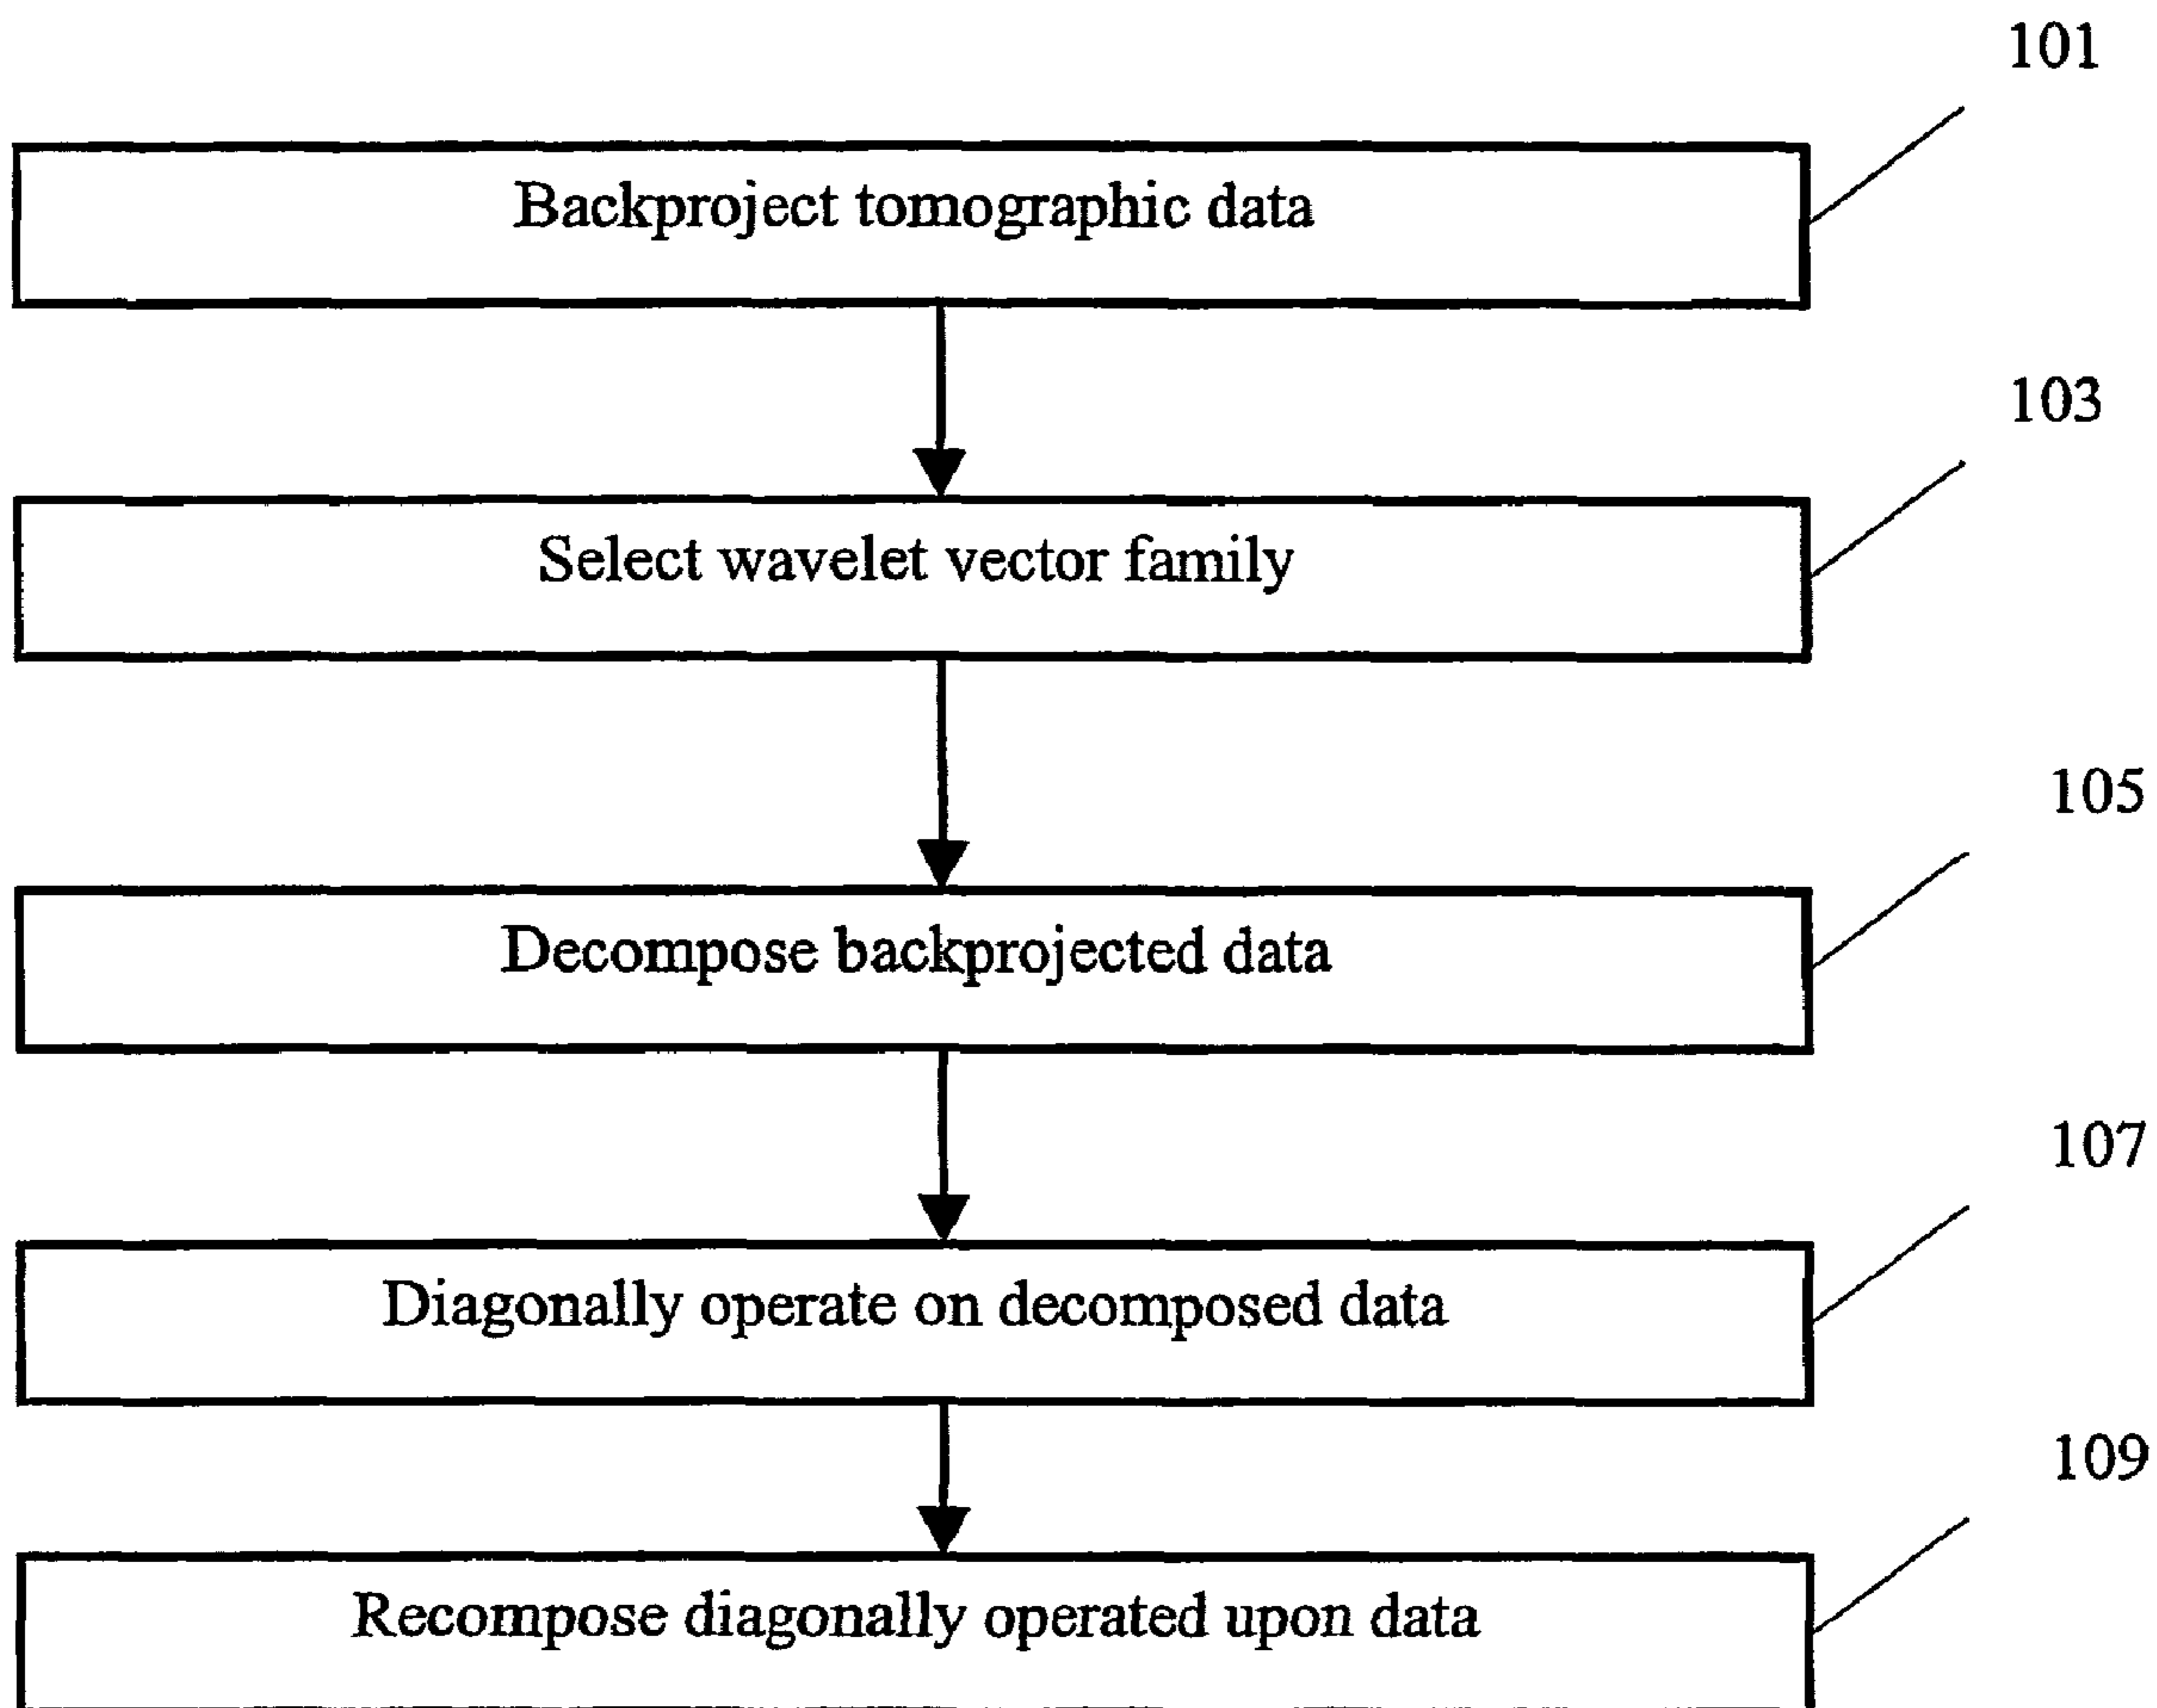 101
Backproject tomographic data
103
Select wavelet vector family
105
Decompose backprojected data
107
Diagonally operate on decomposed data
109
Recompose diagonally operated upon data